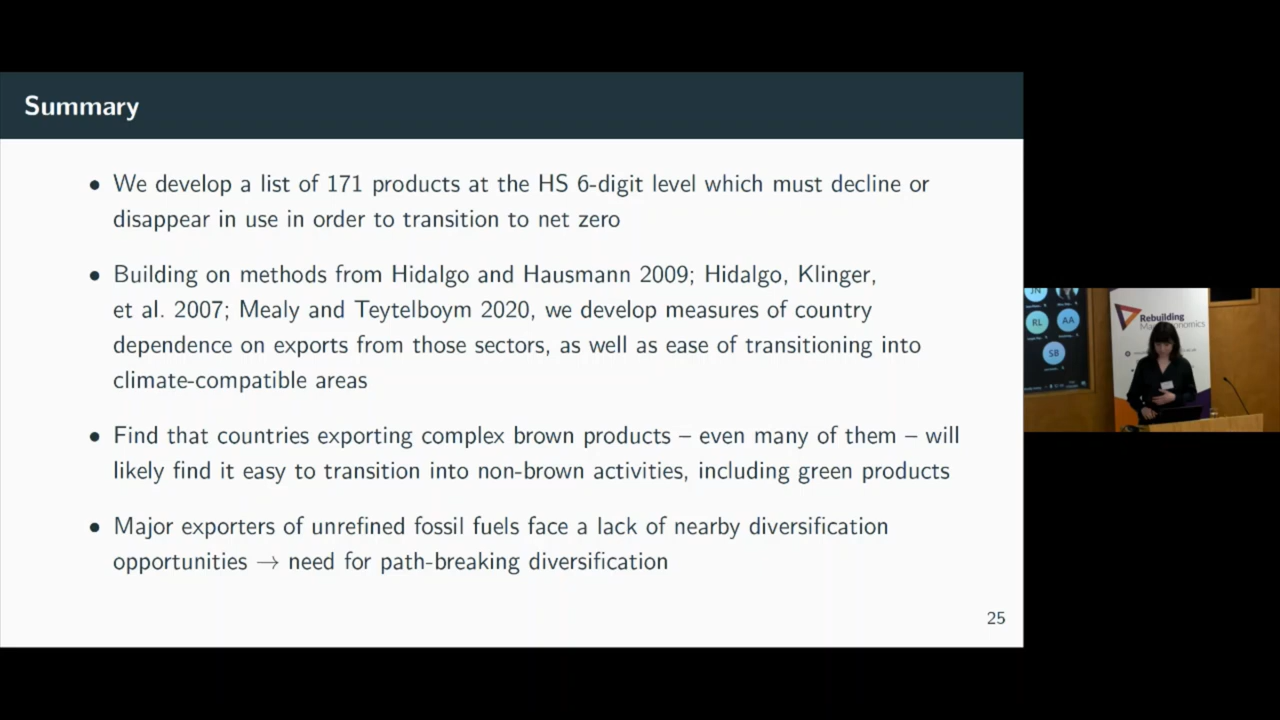 Summary
• We develop a list of 171 products at the HS 6-digit level which must decline or
disappear in use in order to transition to net zero
• Building on methods from Hidalgo and Hausmann 2009; Hidalgo, Klinger,
et al. 2007; Mealy and Teytelboym 2020, we develop measures of country
dependence on exports from those sectors, as well as ease of transitioning into
climate-compatible areas
• Find that countries exporting complex brown products – even many of them – will
likely find it easy to transition into non-brown activities, including green products
• Major exporters of unrefined fossil fuels face a lack of nearby diversification
opportunities → need for path-breaking diversification
25
JN
RL
AA
SB
Rebuilding